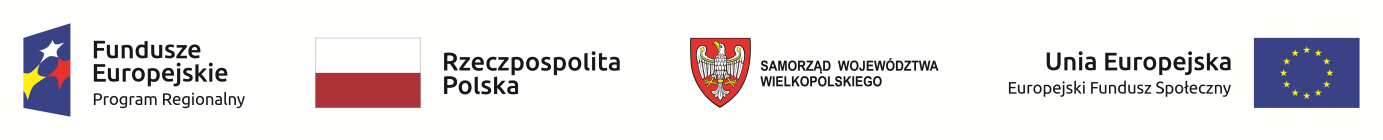 Fundusze
Europejskie
Program Regionalny
Rzeczpospolita
Polska
SAMORZĄD WOJEWÓDZTWA
WIELKOPOLSKIEGO
Unia Europejska
Europejski Fundusz Społeczny